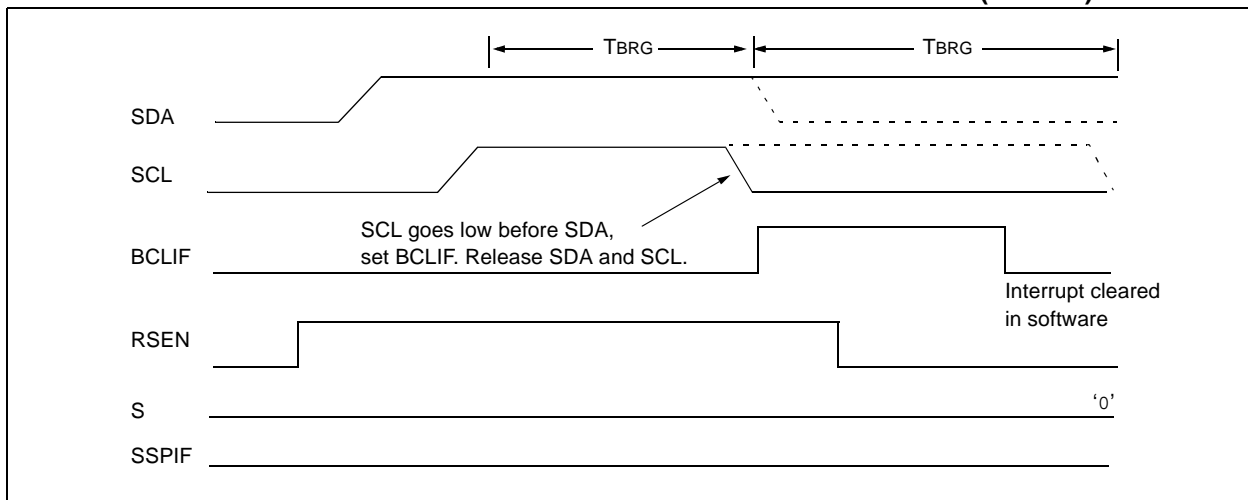 TBRG TBRG
SDA
SCL
SCL goes low before SDA,
set BCLIF. Release SDA and SCL.
BCLIF
Interrupt cleared
in software
RSEN
S ‘0’
SSPIF